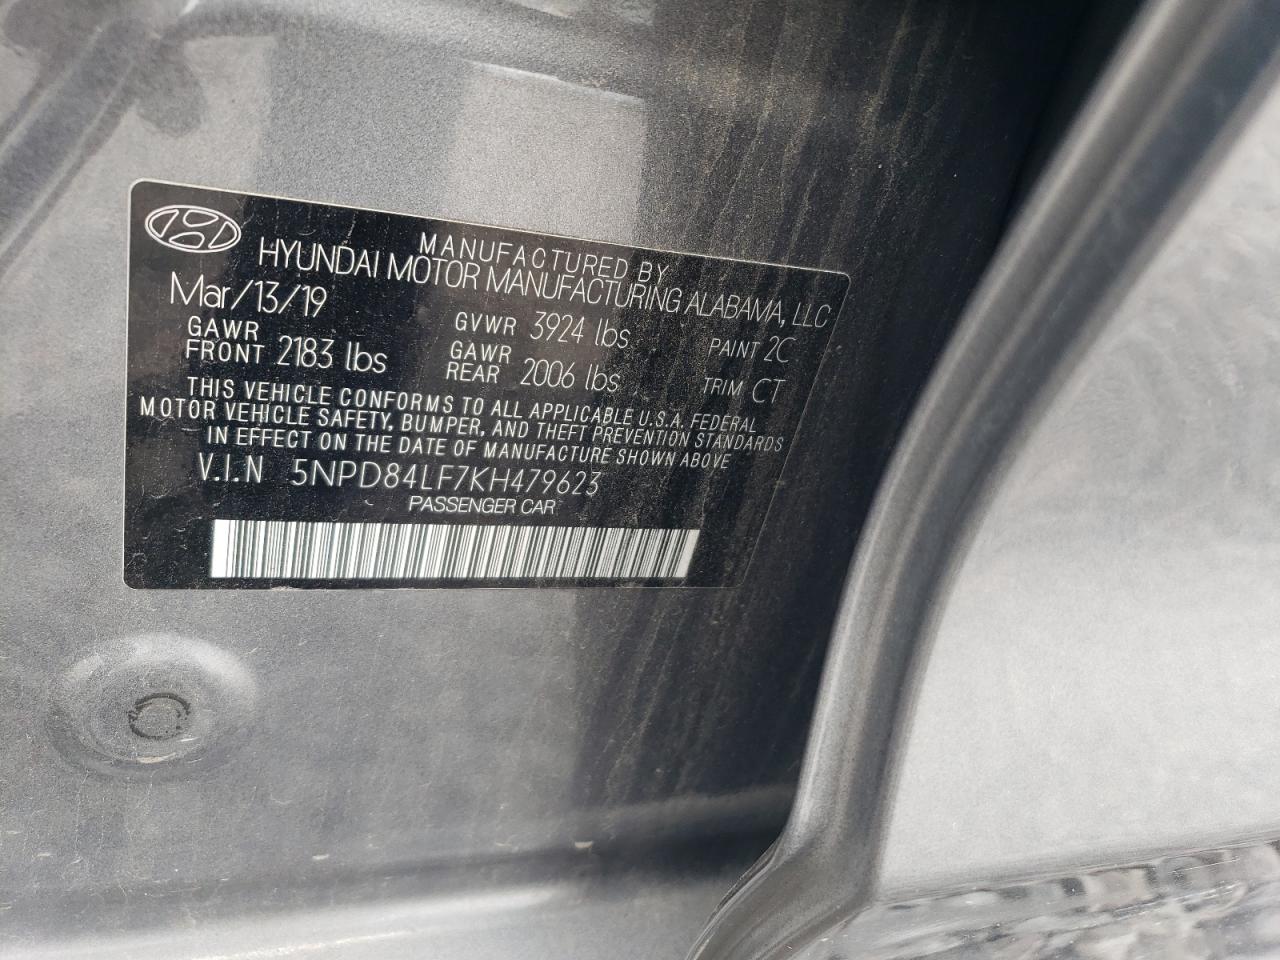 MANUFACTURED BY
HYUNDAI MOTOR MANUFACTURING ALABAMA, LLC
Mar/13/19 GVWR 3924 lbs PAINT 2C
GAWR FRONT 2183 lbs GAWR REAR 2006 lbs TRIM CT
THIS VEHICLE CONFORMS TO ALL APPLICABLE U.S.A. FEDERAL
MOTOR VEHICLE SAFETY, BUMPER, AND THEFT PREVENTION STANDARDS
IN EFFECT ON THE DATE OF MANUFACTURE SHOWN ABOVE
V.I.N 5NPD84LF7KH479623
PASSENGER CAR